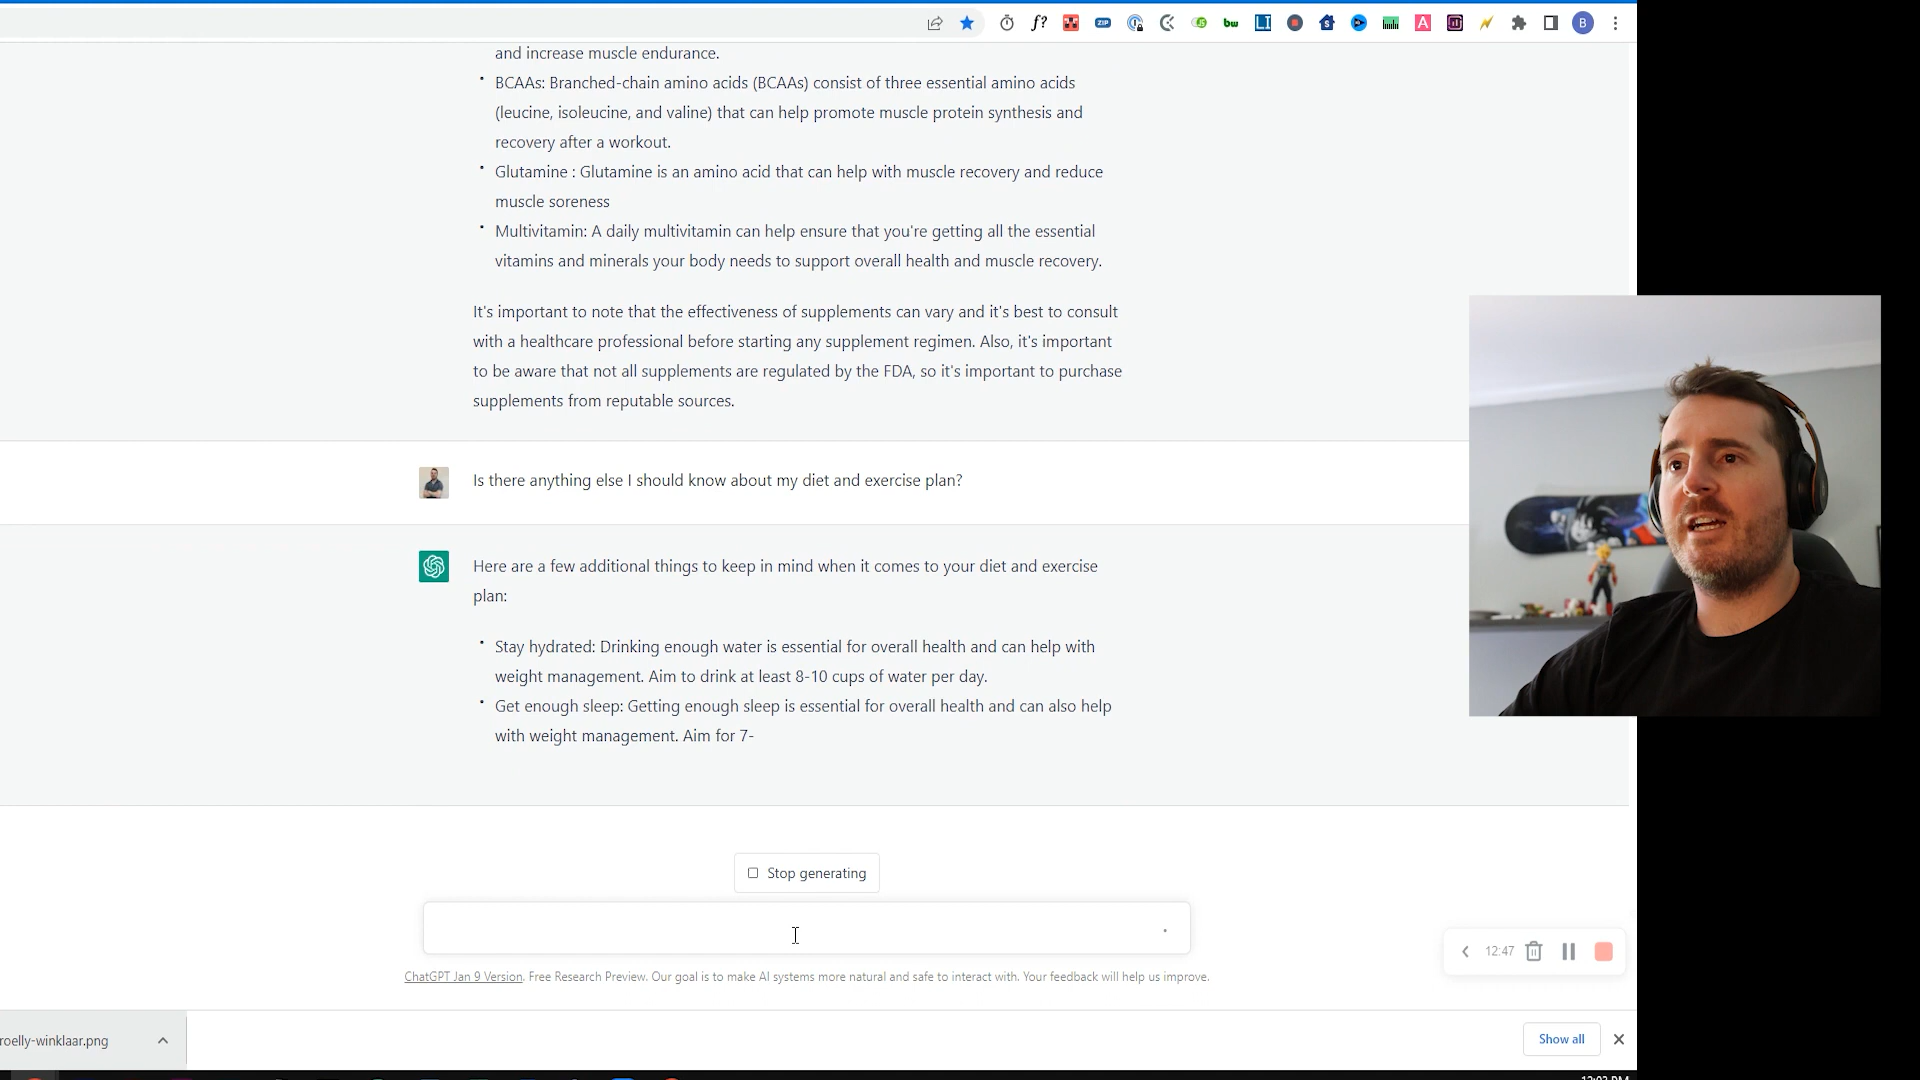 f?
ZIP
JS
bw
LI
S
A
B
and increase muscle endurance.
BCAAs: Branched-chain amino acids (BCAAs) consist of three essential amino acids
(leucine, isoleucine, and valine) that can help promote muscle protein synthesis and
recovery after a workout.
Glutamine : Glutamine is an amino acid that can help with muscle recovery and reduce
muscle soreness
Multivitamin: A daily multivitamin can help ensure that you're getting all the essential
vitamins and minerals your body needs to support overall health and muscle recovery.
It's important to note that the effectiveness of supplements can vary and it's best to consult
with a healthcare professional before starting any supplement regimen. Also, it's important
to be aware that not all supplements are regulated by the FDA, so it's important to purchase
supplements from reputable sources.
Is there anything else I should know about my diet and exercise plan?
Here are a few additional things to keep in mind when it comes to your diet and exercise
plan:
Stay hydrated: Drinking enough water is essential for overall health and can help with
weight management. Aim to drink at least 8-10 cups of water per day.
Get enough sleep: Getting enough sleep is essential for overall health and can also help
with weight management. Aim for 7-
Stop generating
12:47
ChatGPT Jan 9 Version. Free Research Preview. Our goal is to make AI systems more natural and safe to interact with. Your feedback will help us improve.
roelly-winklaar.png
Show all